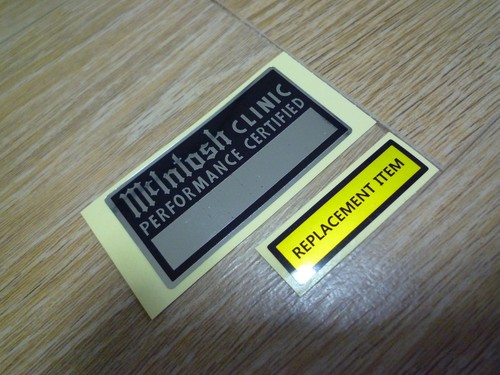 McIntosh CLINIC
PERFORMANCE CERTIFIED
REPLACEMENT ITEM